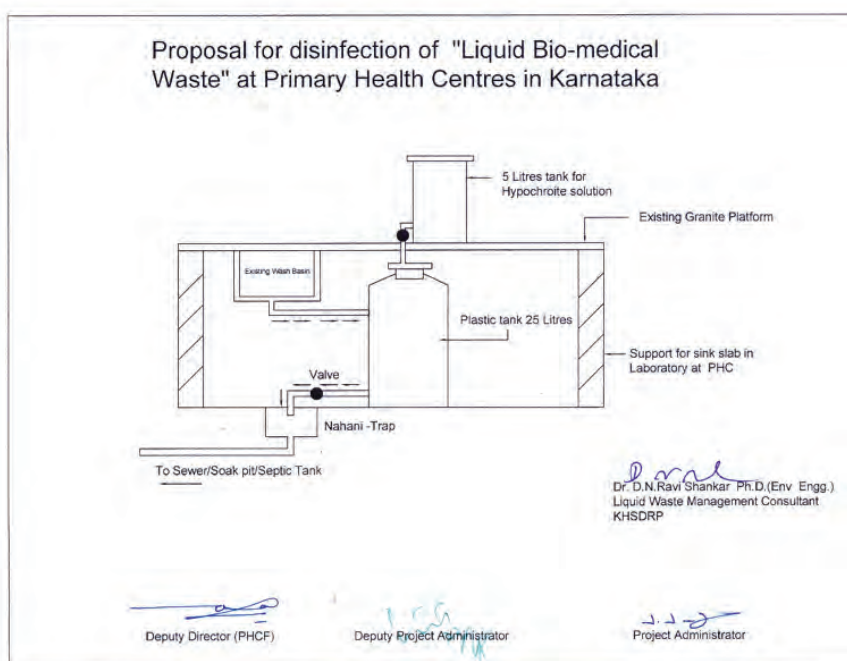 Proposal for disinfection of "Liquid Bio-medical
Waste" at Primary Health Centres in Karnataka
5 Litres tank for
Hypochroite solution
Existing Granite Platform
Existing Wash Basin
Plastic tank 25 Litres
Support for sink slab in
Laboratory at PHC
Valve
Nahani -Trap
To Sewer/Soak pit/Septic Tank
Dr. D.N.Ravi Shankar Ph.D.(Env Engg.)
Liquid Waste Management Consultant
KHSDRP
Deputy Director (PHCF)
Deputy Project Administrator
Project Administrator